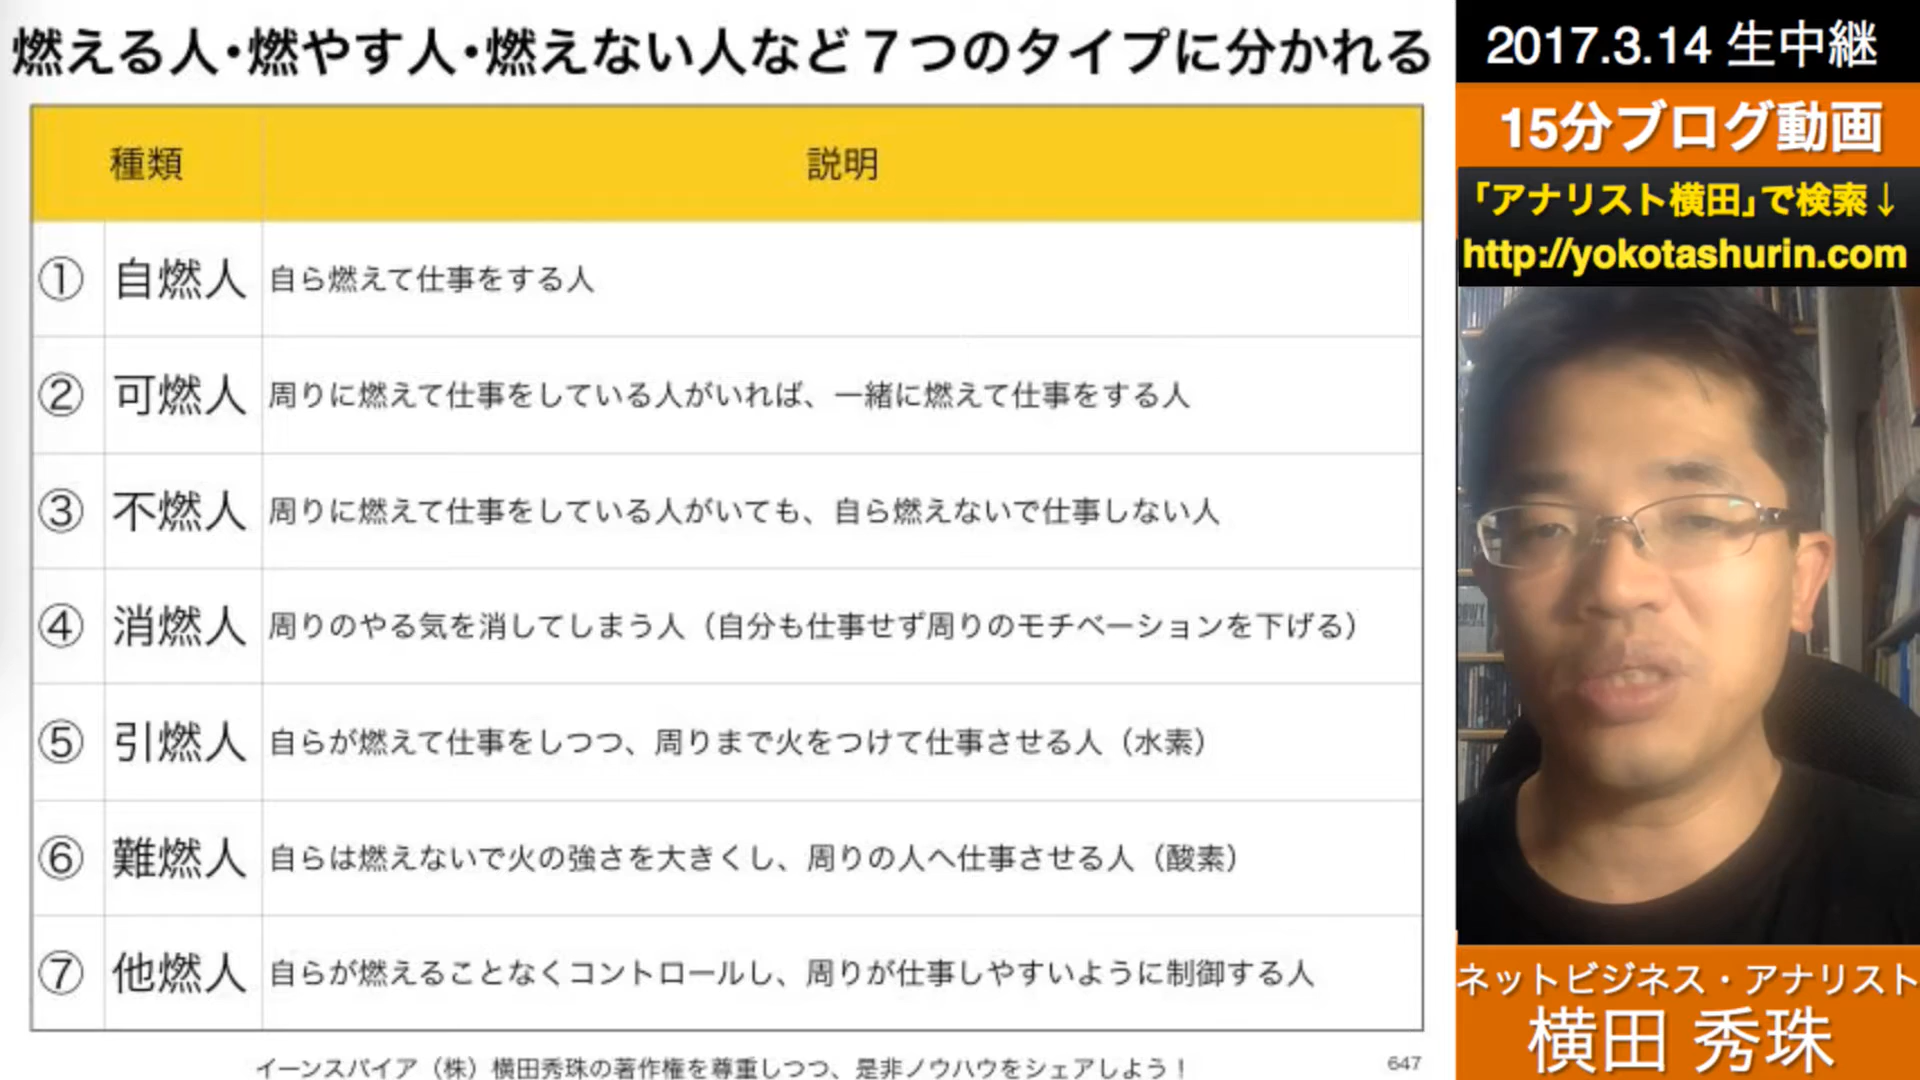 燃える人・燃やす人・燃えない人など７つのタイプに分かれる
種類 説明
① 自燃人 自ら燃えて仕事をする人
② 可燃人 周りに燃えて仕事をしている人がいれば、一緒に燃えて仕事をする人
③ 不燃人 周りに燃えて仕事をしている人がいても、自ら燃えないで仕事しない人
④ 消燃人 周りのやる気を消してしまう人（自分も仕事せず周りのモチベーションを下げる）
⑤ 引燃人 自らが燃えて仕事をしつつ、周りまで火をつけて仕事させる人（水素）
⑥ 難燃人 自らは燃えないで火の強さを大きくし、周りの人へ仕事させる人（酸素）
⑦ 他燃人 自らが燃えることなくコントロールし、周りが仕事しやすいように制御する人
イーンスパイア（株）横田秀珠の著作権を尊重しつつ、是非ノウハウをシェアしよう！
647
2017.3.14 生中継
15分ブログ動画
「アナリスト横田」で検索↓
http://yokotashurin.com
ネットビジネス・アナリスト
横田 秀珠